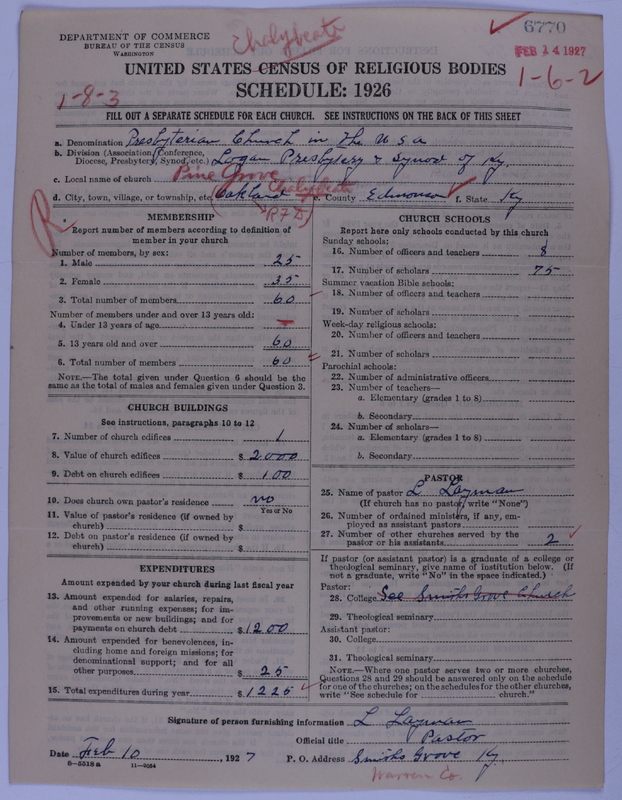 DEPARTMENT OF COMMERCE
BUREAU OF THE CENSUS
WASHINGTON
Chalybeate
6770
FEB 14 1927
1-6-2
1-8-3
UNITED STATES CENSUS OF RELIGIOUS BODIES
SCHEDULE: 1926
FILL OUT A SEPARATE SCHEDULE FOR EACH CHURCH. SEE INSTRUCTIONS ON THE BACK OF THIS SHEET
a. Denomination Presbyterian Church in the U S A
b. Division (Association, Conference, Diocese, Presbytery, Synod, etc.) Logan Presbytery & Synod of Ky.
c. Local name of church Pine Grove
d. City, town, village, or township, etc. (Oakland Chalybeate e. County Edmonson f. State Ky
R7D)
R.
MEMBERSHIP
Report number of members according to definition of
member in your church
Number of members, by sex:
1. Male 25
2. Female 35
3. Total number of members 60
Number of members under and over 13 years old:
4. Under 13 years of age –
5. 13 years old and over 60
6. Total number of members 60
NOTE.—The total given under Question 6 should be the
same as the total of males and females given under Question 3.
CHURCH BUILDINGS
See instructions, paragraphs 10 to 12
7. Number of church edifices 1
8. Value of church edifices $ 2000
9. Debt on church edifices $ 100
10. Does church own pastor's residence no
Yes or No
11. Value of pastor's residence (if owned by
church) $
12. Debt on pastor's residence (if owned by
church) $
EXPENDITURES
Amount expended by your church during last fiscal year
13. Amount expended for salaries, repairs,
and other running expenses; for im-
provements or new buildings; and for
payments on church debt $ 1200
14. Amount expended for benevolences, in-
cluding home and foreign missions; for
denominational support; and for all
other purposes $ 25
15. Total expenditures during year $ 1225
CHURCH SCHOOLS
Report here only schools conducted by this church
Sunday schools:
16. Number of officers and teachers 8
17. Number of scholars 75
Summer vacation Bible schools:
18. Number of officers and teachers
19. Number of scholars
Week-day religious schools:
20. Number of officers and teachers
21. Number of scholars
Parochial schools:
22. Number of administrative officers
23. Number of teachers—
a. Elementary (grades 1 to 8)
b. Secondary
24. Number of scholars—
a. Elementary (grades 1 to 8)
b. Secondary
PASTOR
25. Name of pastor L Layman
(If church has no pastor, write "None")
26. Number of ordained ministers, if any, em-
ployed as assistant pastors
27. Number of other churches served by the
pastor or his assistants 2
If pastor (or assistant pastor) is a graduate of a college or
theological seminary, give name of institution below. (If
not a graduate, write "No" in the space indicated.)
Pastor:
28. College See Smiths Grove Church
29. Theological seminary
Assistant pastor:
30. College
31. Theological seminary
NOTE.—Where one pastor serves two or more churches,
Questions 28 and 29 should be answered only on the schedule
for one of the churches; on the schedules for the other churches,
write "See schedule for ............ church."
Signature of person furnishing information L Layman
Official title Pastor
Date Feb 10, 1927 P. O. Address Smiths Grove Ky.
6-5318a 11-9084
Warren Co.